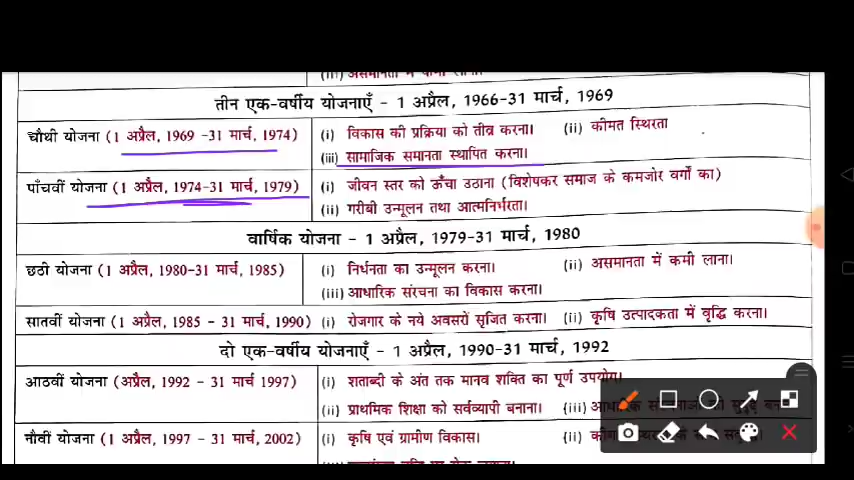 (iii) असमानता में कमी लाना।
तीन एक-वर्षीय योजनाएँ - 1 अप्रैल, 1966-31 मार्च, 1969
चौथी योजना (1 अप्रैल, 1969 -31 मार्च, 1974) (i) विकास की प्रक्रिया को तीव्र करना। (ii) कीमत स्थिरता
(iii) सामाजिक समानता स्थापित करना।
पाँचवीं योजना (1 अप्रैल, 1974-31 मार्च, 1979) (i) जीवन स्तर को ऊँचा उठाना (विशेषकर समाज के कमजोर वर्गों का)
(ii) गरीबी उन्मूलन तथा आत्मनिर्भरता।
वार्षिक योजना - 1 अप्रैल, 1979-31 मार्च, 1980
छठी योजना (1 अप्रैल, 1980-31 मार्च, 1985) (i) निर्धनता का उन्मूलन करना। (ii) असमानता में कमी लाना।
(iii) आधारिक संरचना का विकास करना।
सातवीं योजना (1 अप्रैल, 1985 - 31 मार्च, 1990) (i) रोजगार के नये अवसरों सृजित करना। (ii) कृषि उत्पादकता में वृद्धि करना।
दो एक-वर्षीय योजनाएँ - 1 अप्रैल, 1990-31 मार्च, 1992
आठवीं योजना (अप्रैल, 1992 - 31 मार्च 1997) (i) शताब्दी के अंत तक मानव शक्ति का पूर्ण उपयोग।
(ii) प्राथमिक शिक्षा को सर्वव्यापी बनाना। (iii)
नौवीं योजना (1 अप्रैल, 1997 - 31 मार्च, 2002) (i) कृषि एवं ग्रामीण विकास। (ii)